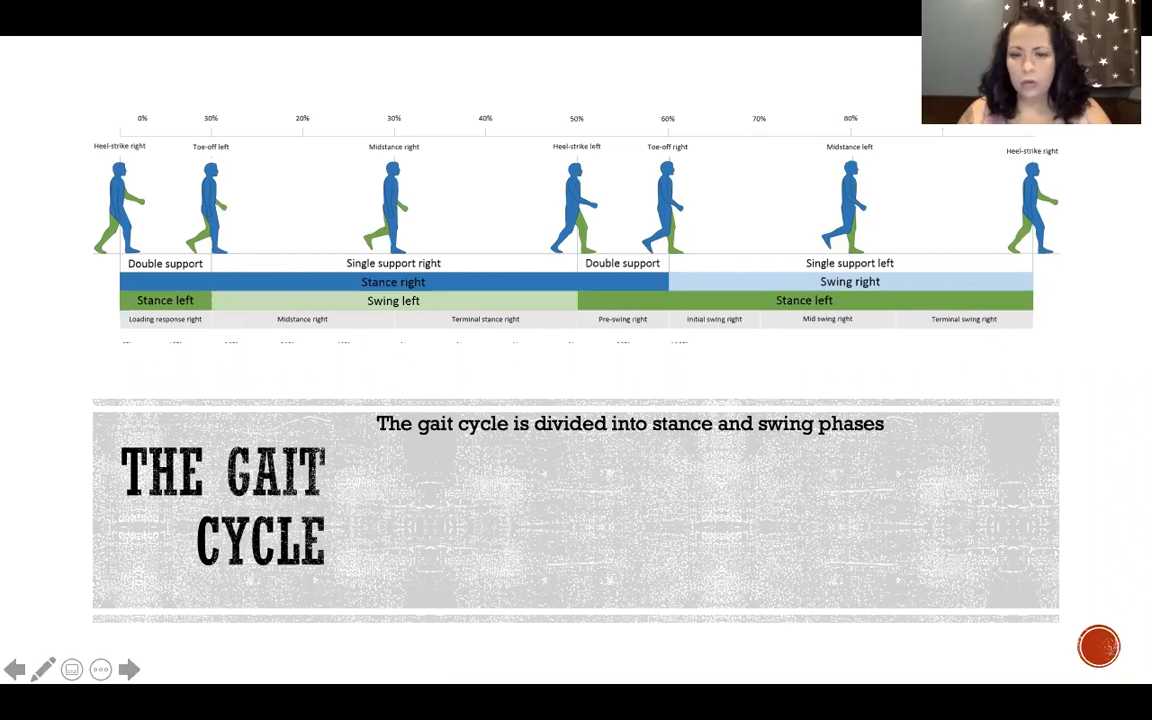 0% 30% 20% 30% 40% 50% 60% 70% 80%
Heel-strike right Toe-off left Midstance right Heel-strike left Toe-off right Midstance left Heel-strike right
Double support Single support right Double support Single support left
Stance right Swing right
Stance left Swing left Stance left
Loading response right Midstance right Terminal stance right Pre-swing right Initial swing right Mid swing right Terminal swing right
The gait cycle is divided into stance and swing phases
THE GAIT
CYCLE